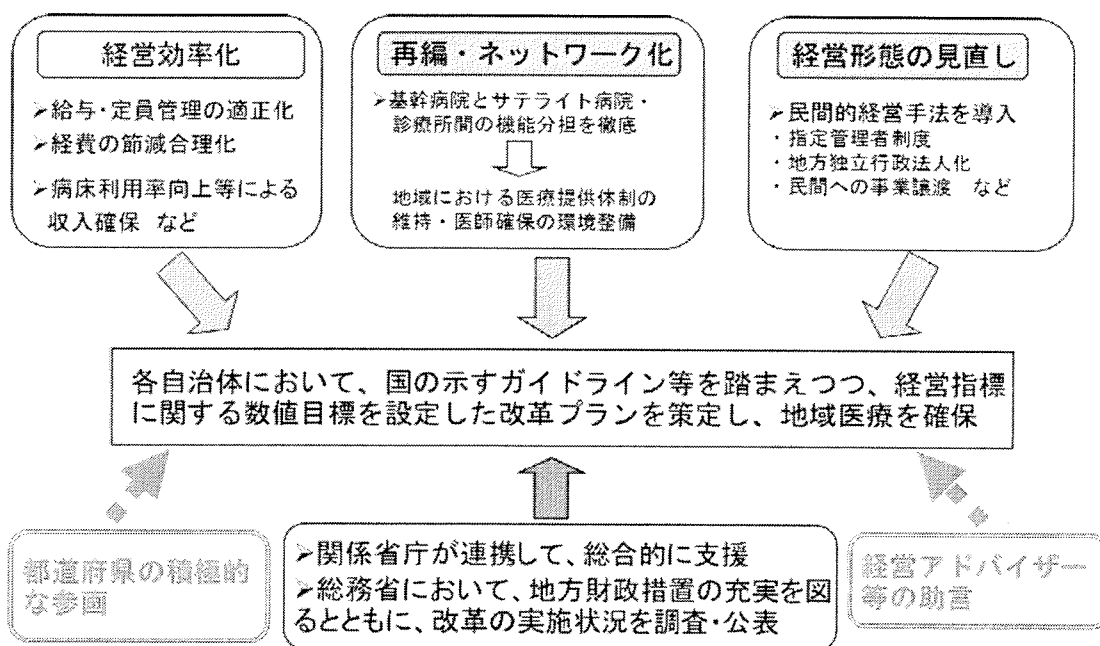 経営効率化
➢給与・定員管理の適正化
➢経費の節減合理化
➢病床利用率向上等による
収入確保 など
再編・ネットワーク化
➢基幹病院とサテライト病院・
診療所間の機能分担を徹底
地域における医療提供体制の
維持・医師確保の環境整備
経営形態の見直し
➢民間的経営手法を導入
・指定管理者制度
・地方独立行政法人化
・民間への事業譲渡 など
各自治体において、国の示すガイドライン等を踏まえつつ、経営指標
に関する数値目標を設定した改革プランを策定し、地域医療を確保
都道府県の積極的
な参画
➢関係省庁が連携して、総合的に支援
➢総務省において、地方財政措置の充実を図
るとともに、改革の実施状況を調査・公表
経営アドバイザー
等の助言